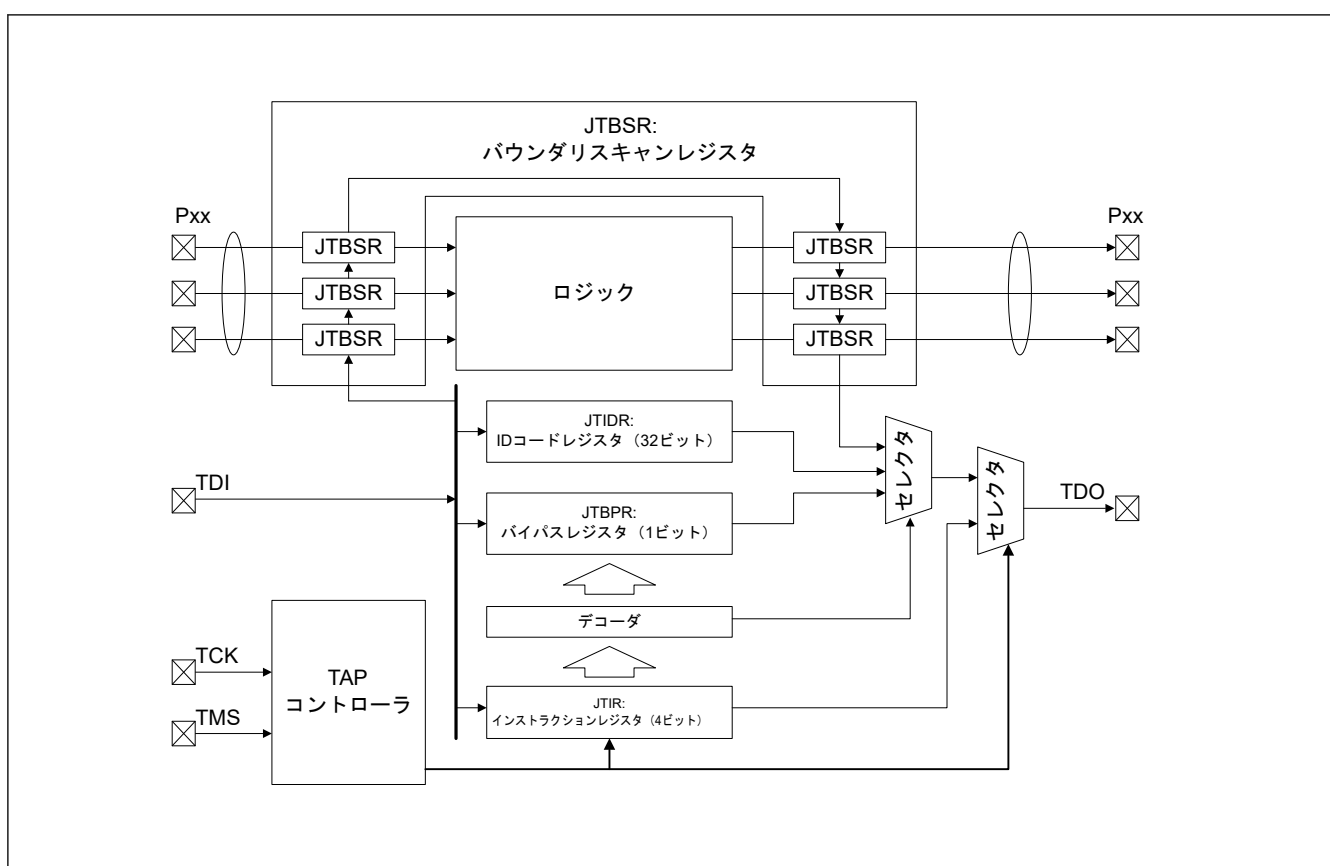 JTBSR:
バウンダリスキャンレジスタ
Pxx
Pxx
JTBSR
JTBSR
JTBSR
ロジック
JTBSR
JTBSR
JTBSR
JTIDR:
IDコードレジスタ（32ビット）
TDI
JTBPR:
バイパスレジスタ（1ビット）
セレクタ
セレクタ
TDO
デコーダ
TCK
TMS
TAP
コントローラ
JTIR:
インストラクションレジスタ（4ビット）